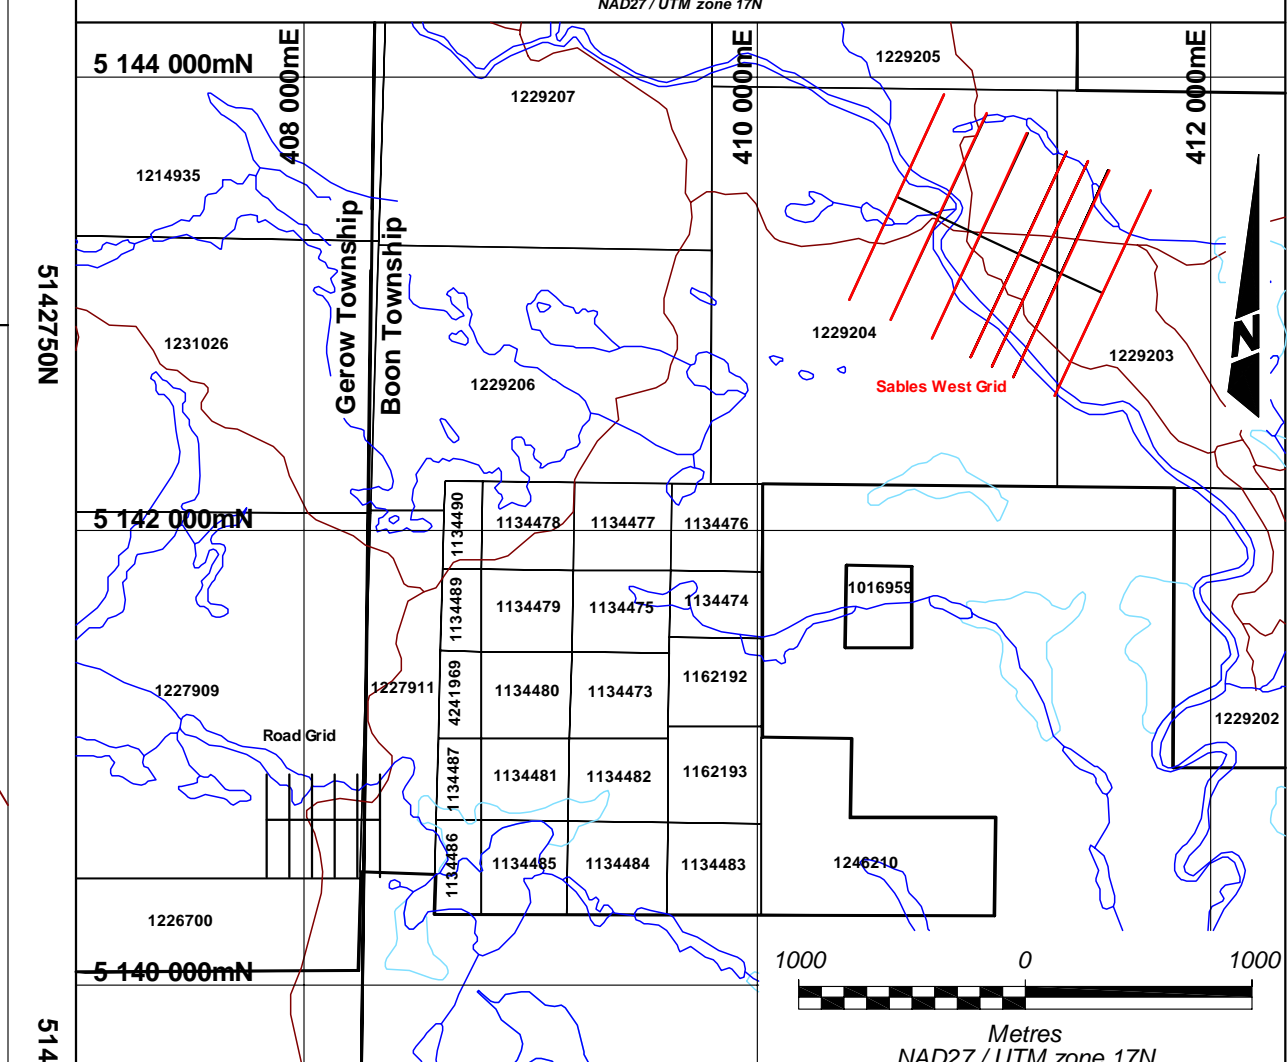 NAD27 / UTM zone 17N
5 144 000mN
408 000mE
410 000mE
412 000mE
1229205
1229207
1214935
Gerow Township
Boon Township
5142750N
1231026
1229206
1229204
1229203
Sables West Grid
N
5 142 000mN
1134490
1134478
1134477
1134476
1134489
1134479
1134475
1134474
1016959
1227909
1227911
4241969
1134480
1134473
1162192
1229202
Road Grid
1134487
1134481
1134482
1162193
1134486
1134485
1134484
1134483
1246210
1226700
5 140 000mN
1000
0
1000
514
Metres
NAD27 / UTM zone 17N